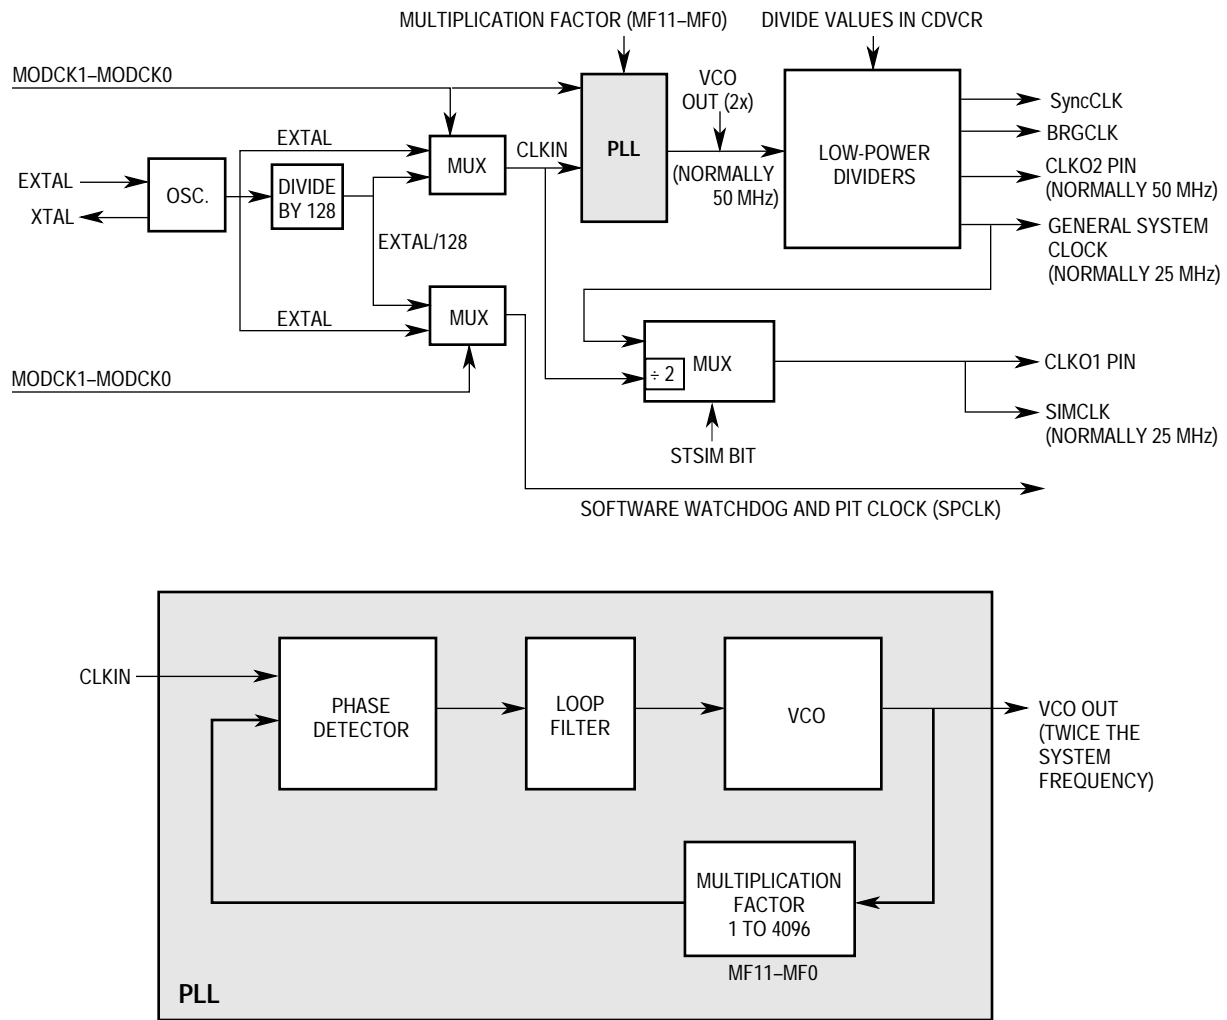 MULTIPLICATION FACTOR (MF11–MF0)
DIVIDE VALUES IN CDVCR
MODCK1–MODCK0
VCO
OUT (2x)
SyncCLK
EXTAL
BRGCLK
MUX
CLKIN
PLL
LOW-POWER
DIVIDERS
CLKO2 PIN
(NORMALLY 50 MHz)
(NORMALLY
50 MHz)
EXTAL
XTAL
OSC.
DIVIDE
BY 128
EXTAL/128
GENERAL SYSTEM
CLOCK
(NORMALLY 25 MHz)
EXTAL
MUX
MUX
÷ 2
CLKO1 PIN
MODCK1–MODCK0
SIMCLK
(NORMALLY 25 MHz)
STSIM BIT
SOFTWARE WATCHDOG AND PIT CLOCK (SPCLK)
CLKIN
PHASE
DETECTOR
LOOP
FILTER
VCO
VCO OUT
(TWICE THE
SYSTEM
FREQUENCY)
MULTIPLICATION
FACTOR
1 TO 4096
MF11–MF0
PLL